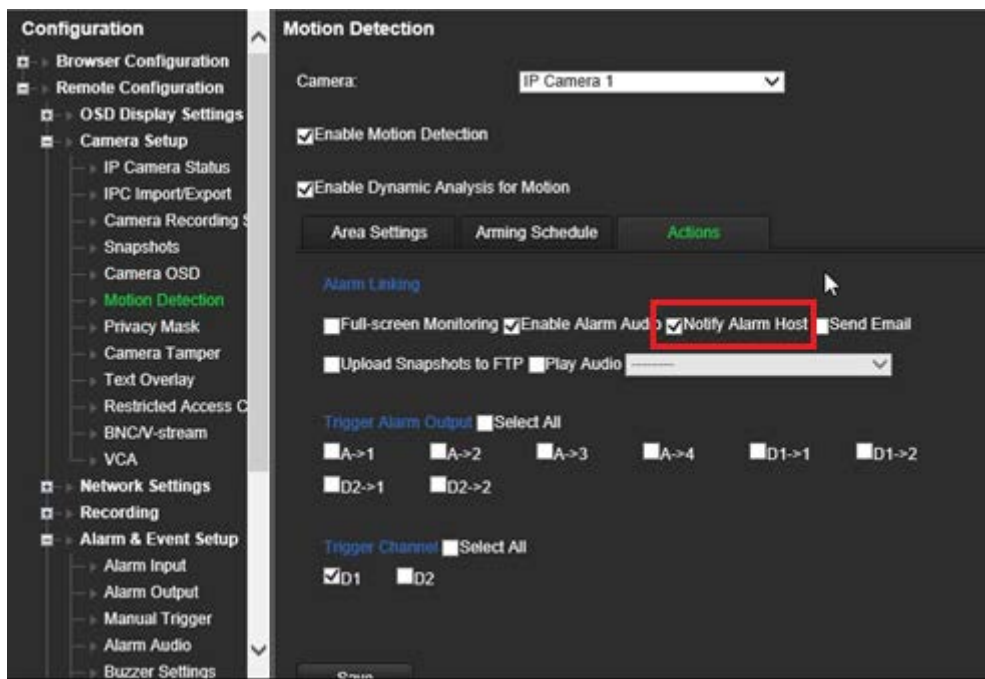 Configuration
Browser Configuration
Remote Configuration
OSD Display Settings
Camera Setup
IP Camera Status
IPC Import/Export
Camera Recording S
Snapshots
Camera OSD
Motion Detection
Privacy Mask
Camera Tamper
Text Overlay
Restricted Access C
BNC/V-stream
VCA
Network Settings
Recording
Alarm & Event Setup
Alarm Input
Alarm Output
Manual Trigger
Alarm Audio
Buzzer Settings
Motion Detection
Camera: IP Camera 1
Enable Motion Detection
Enable Dynamic Analysis for Motion
Area Settings Arming Schedule Actions
Alarm Linking
Full-screen Monitoring Enable Alarm Audio Notify Alarm Host Send Email
Upload Snapshots to FTP Play Audio ---------
Trigger Alarm Output Select All
A->1 A->2 A->3 A->4 D1->1 D1->2
D2->1 D2->2
Trigger Channel Select All
D1 D2
Save